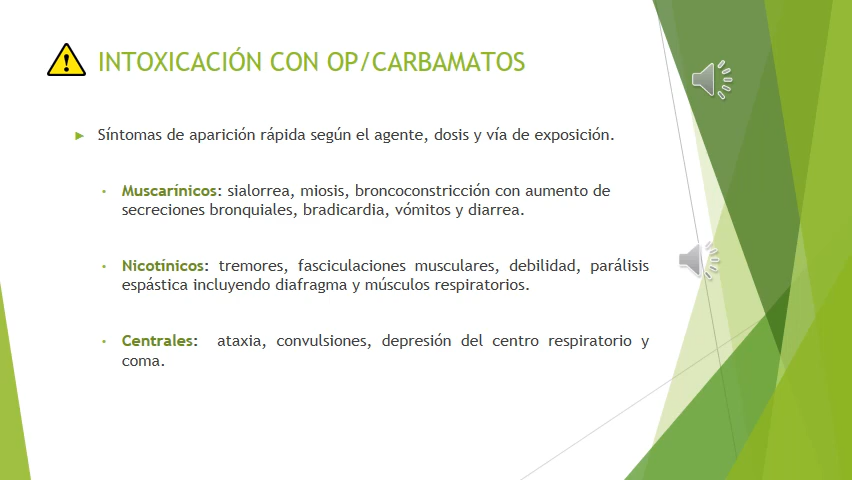 INTOXICACIÓN CON OP/CARBAMATOS
Síntomas de aparición rápida según el agente, dosis y vía de exposición.
Muscarínicos: sialorrea, miosis, broncoconstricción con aumento de
secreciones bronquiales, bradicardia, vómitos y diarrea.
Nicotínicos: tremores, fasciculaciones musculares, debilidad, parálisis
espástica incluyendo diafragma y músculos respiratorios.
Centrales: ataxia, convulsiones, depresión del centro respiratorio y
coma.